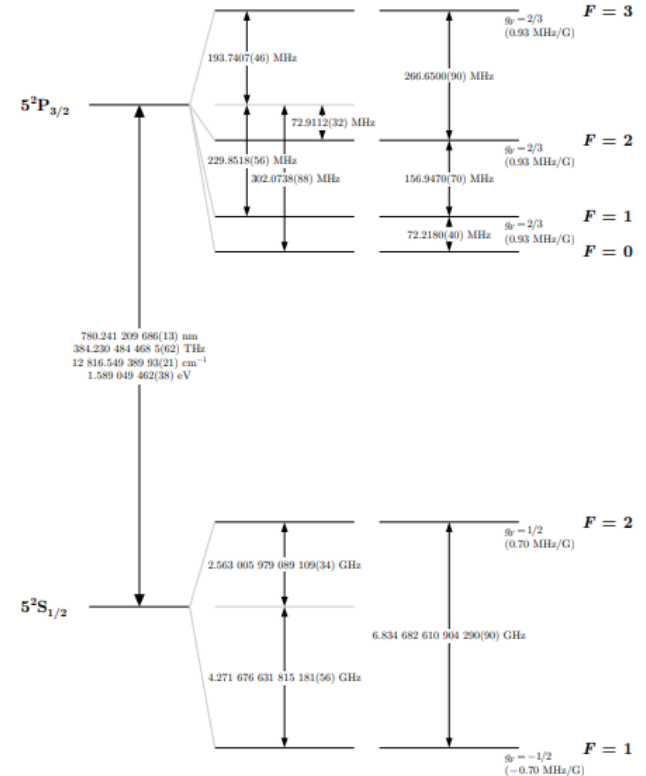 F = 3
g_F = 2/3
(0.93 MHz/G)
193.7407(46) MHz
266.6500(90) MHz
5²P₃/₂
72.9112(32) MHz
F = 2
g_F = 2/3
(0.93 MHz/G)
229.8518(56) MHz
302.0738(88) MHz
156.9470(70) MHz
F = 1
g_F = 2/3
(0.93 MHz/G)
72.2180(40) MHz
F = 0
780.241 209 686(13) nm
384.230 484 468 5(62) THz
12 816.549 389 93(21) cm⁻¹
1.589 049 462(38) eV
F = 2
g_F = 1/2
(0.70 MHz/G)
2.563 005 979 089 109(34) GHz
5²S₁/₂
6.834 682 610 904 290(90) GHz
4.271 676 631 815 181(56) GHz
F = 1
g_F = −1/2
(−0.70 MHz/G)